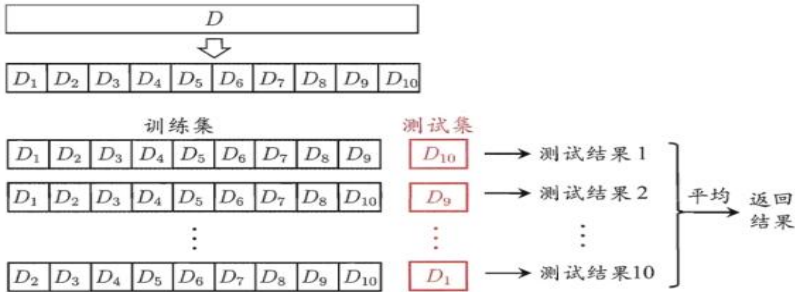 D
D₁ D₂ D₃ D₄ D₅ D₆ D₇ D₈ D₉ D₁₀
训练集 测试集
D₁ D₂ D₃ D₄ D₅ D₆ D₇ D₈ D₉ D₁₀ 测试结果1
D₁ D₂ D₃ D₄ D₅ D₆ D₇ D₈ D₁₀ D₉ 测试结果2
平均 返回
结果
⋮ ⋮ ⋮
D₂ D₃ D₄ D₅ D₆ D₇ D₈ D₉ D₁₀ D₁ 测试结果10